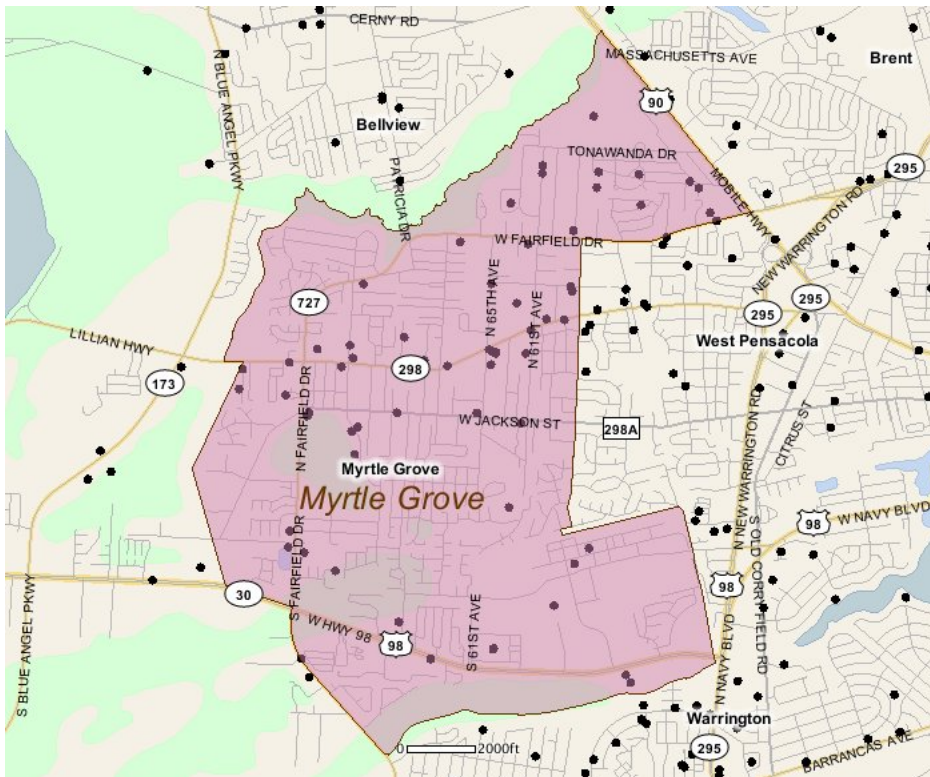 CERNY RD
MASSACHUSETTS AVE
Brent
N BLUE ANGEL PKWY
90
Bellview
TONAWANDA DR
295
PATRICIA DR
MOBILE HWY
NEW WARRINGTON RD
W FAIRFIELD DR
727
N 65TH AVE
N 61ST AVE
295
295
LILLIAN HWY
West Pensacola
173
298
N FAIRFIELD DR
W JACKSON ST
298A
CITRUS ST
N NEW WARRINGTON RD
Myrtle Grove
Myrtle Grove
98
W NAVY BLVD
S FAIRFIELD DR
S OLD CORRY FIELD RD
30
98
S BLUE ANGEL PKWY
W HWY 98
98
S 61ST AVE
N NAVY BLVD
Warrington
0 2000ft
295
BARRANCAS AVE